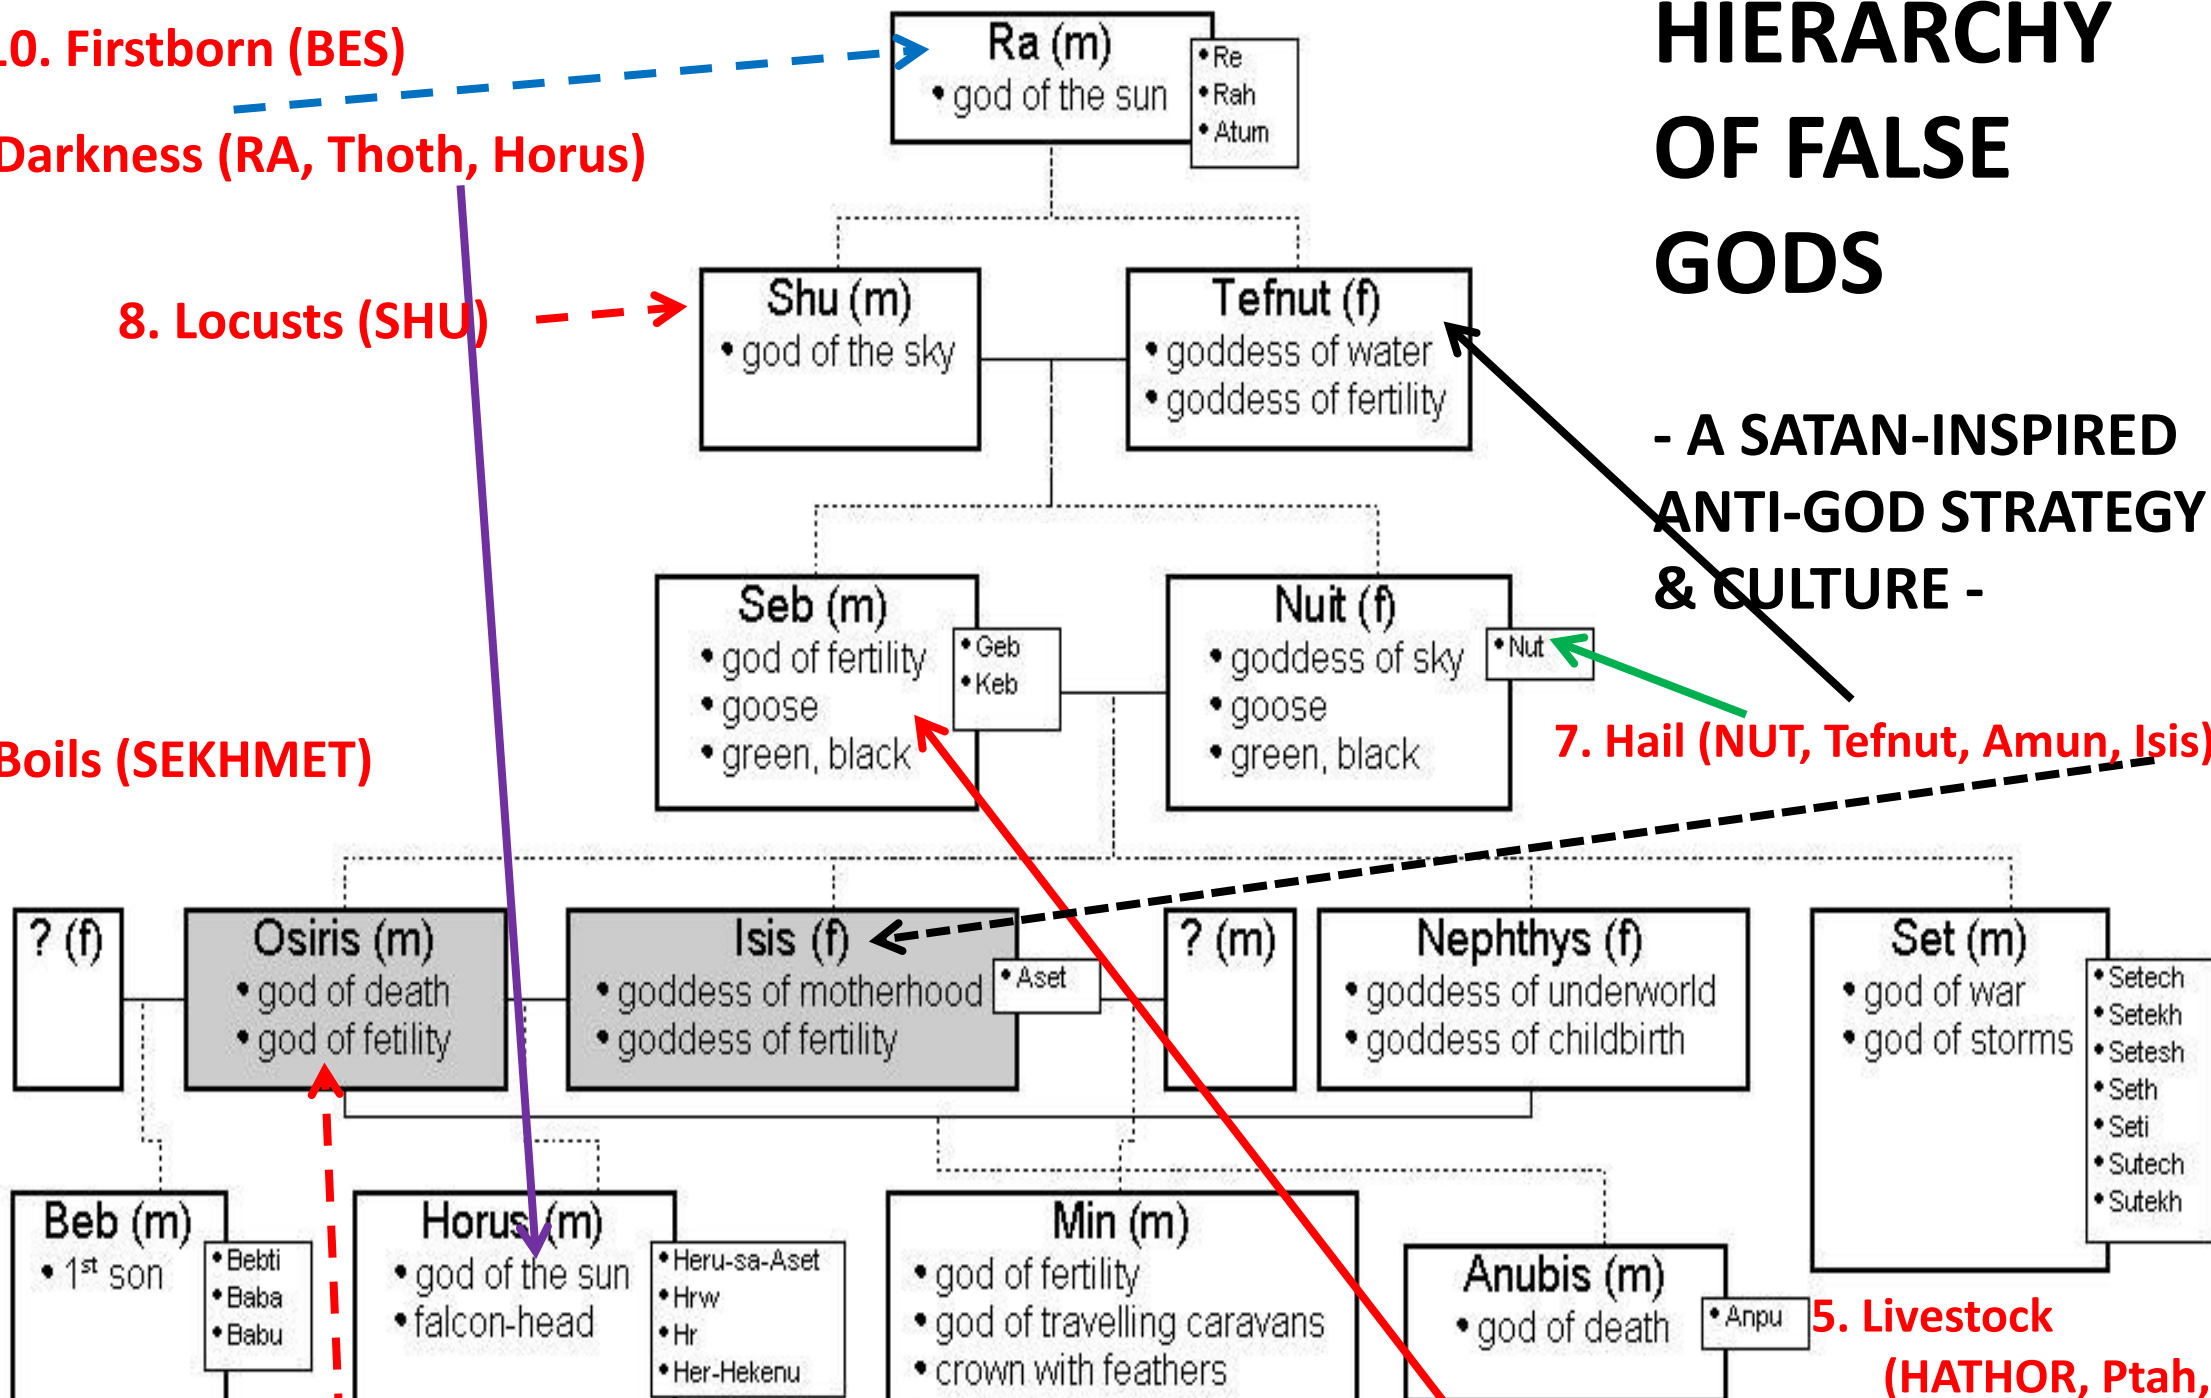 10. Firstborn (BES)
Darkness (RA, Thoth, Horus)
8. Locusts (SHU)
Boils (SEKHMET)
HIERARCHY
OF FALSE
GODS
- A SATAN-INSPIRED
ANTI-GOD STRATEGY
& CULTURE -
Ra (m)
• god of the sun
• Re
• Rah
• Atum
Shu (m)
• god of the sky
Tefnut (f)
• goddess of water
• goddess of fertility
Seb (m)
• god of fertility
• goose
• green, black
• Geb
• Keb
Nuit (f)
• goddess of sky
• goose
• green, black
• Nut
7. Hail (NUT, Tefnut, Amun, Isis)
? (f)
Osiris (m)
• god of death
• god of fetility
Isis (f)
• goddess of motherhood
• goddess of fertility
• Aset
? (m)
Nephthys (f)
• goddess of underworld
• goddess of childbirth
Set (m)
• god of war
• god of storms
• Setech
• Setekh
• Setesh
• Seth
• Seti
• Sutech
• Sutekh
Beb (m)
• 1st son
• Bebti
• Baba
• Babu
Horus (m)
• god of the sun
• falcon-head
• Heru-sa-Aset
• Hrw
• Hr
• Her-Hekenu
Min (m)
• god of fertility
• god of travelling caravans
• crown with feathers
Anubis (m)
• god of death
• Anpu
5. Livestock
(HATHOR, Ptah,